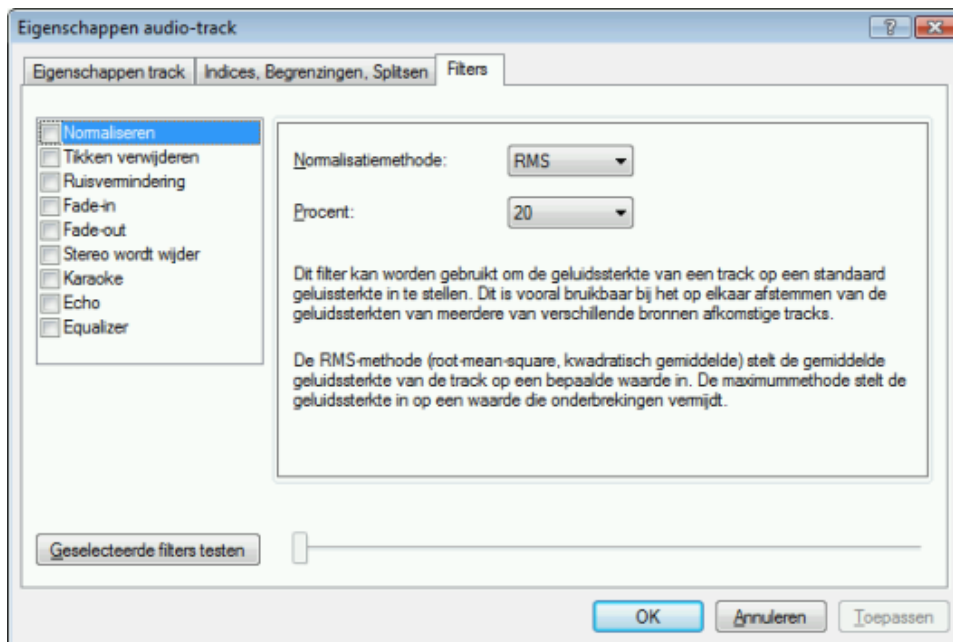 Eigenschappen audio-track
Eigenschappen track
Indices, Begrenzingen, Splitsen
Filters
Normaliseren
Tikken verwijderen
Ruisvermindering
Fade-in
Fade-out
Stereo wordt wijder
Karaoke
Echo
Equalizer
Normalisatiemethode:
RMS
Procent:
20
Dit filter kan worden gebruikt om de geluidssterkte van een track op een standaard
geluissterkte in te stellen. Dit is vooral bruikbaar bij het op elkaar afstemmen van de
geluidssterkten van meerdere van verschillende bronnen afkomstige tracks.
De RMS-methode (root-mean-square, kwadratisch gemiddelde) stelt de gemiddelde
geluidssterkte van de track op een bepaalde waarde in. De maximummethode stelt de
geluidssterkte in op een waarde die onderbrekingen vermijdt.
Geselecteerde filters testen
OK
Annuleren
Toepassen